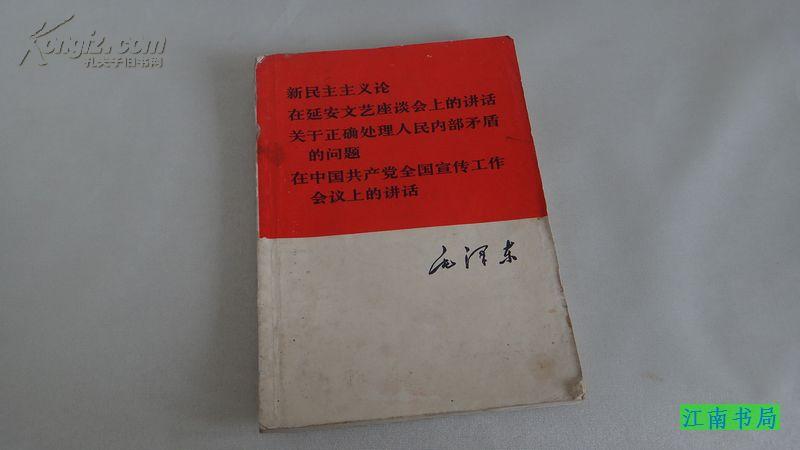 Kongfz.com
孔夫子旧书网
新民主主义论
在延安文艺座谈会上的讲话
关于正确处理人民内部矛盾
的问题
在中国共产党全国宣传工作
会议上的讲话
毛泽东
江南书局